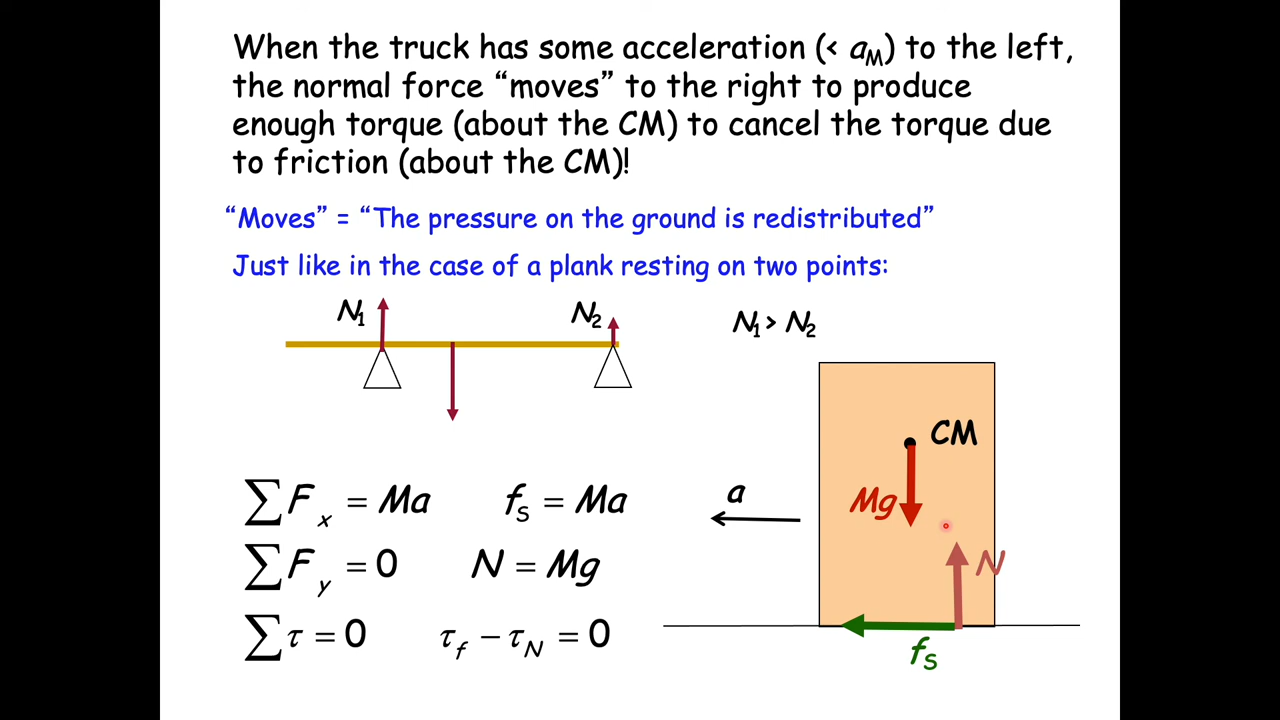 When the truck has some acceleration (< aM) to the left,
the normal force “moves” to the right to produce
enough torque (about the CM) to cancel the torque due
to friction (about the CM)!
“Moves” = “The pressure on the ground is redistributed”
Just like in the case of a plank resting on two points:
N1
N2
N1 > N2
CM
Mg
a
N
fS
∑Fx = Ma
fS = Ma
∑Fy = 0
N = Mg
∑τ = 0
τf − τN = 0